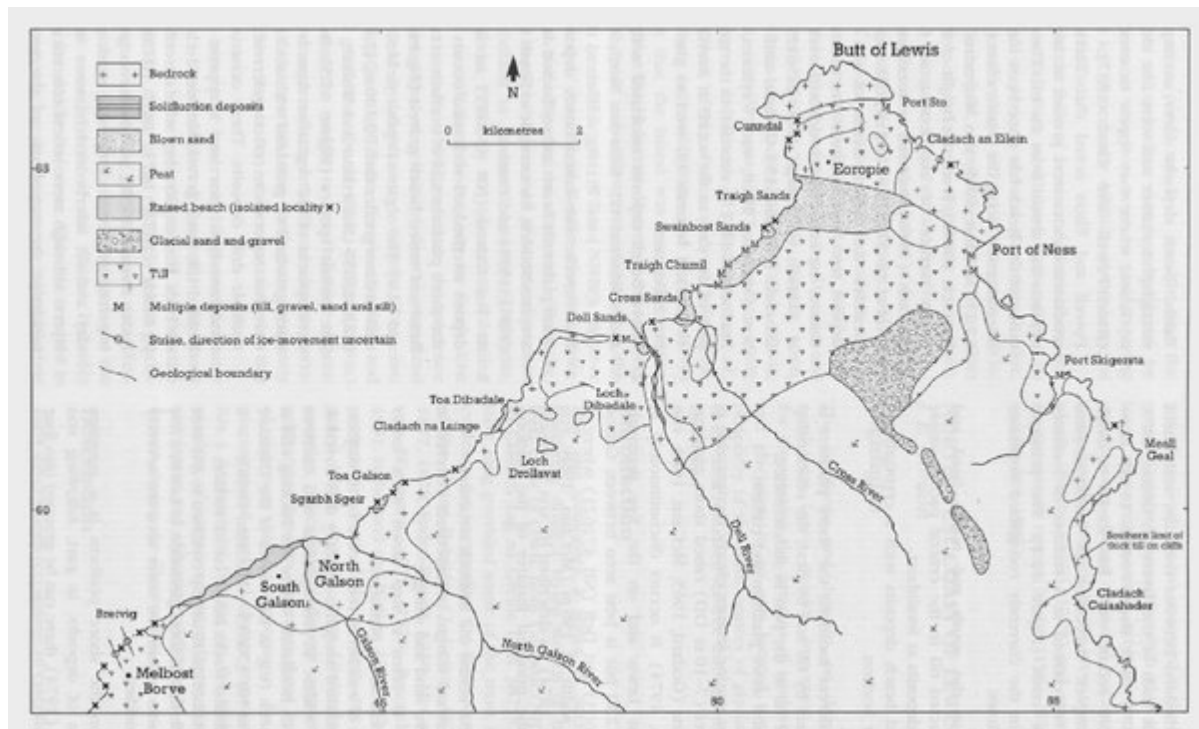 Butt of Lewis
Bedrock
Solifluction deposits
Blown sand
Peat
Raised beach (isolated locality ×)
Glacial sand and gravel
Till
M Multiple deposits (till, gravel, sand and silt)
Striae, direction of ice-movement uncertain
Geological boundary
N
0 kilometres 2
Port Sto
Cunndal
Cladach an Eilein
65
Eoropie
Traigh Sands
Swainbost Sands
Port of Ness
Traigh Chumil
Cross Sands
Dell Sands
Port Skigersta
Toa Dibadale
Loch
Dibadale
Cladach na Luinge
Meall
Geal
Loch
Drollavat
Toa Galson
Cross River
Sgarbh Sgeir
60
Dell River
Southern limit of
thick till on cliffs
North
Galson
South
Galson
Cladach
Cuiashader
Breivig
Galson River
North Galson River
Melbost
Borve
45
50
55